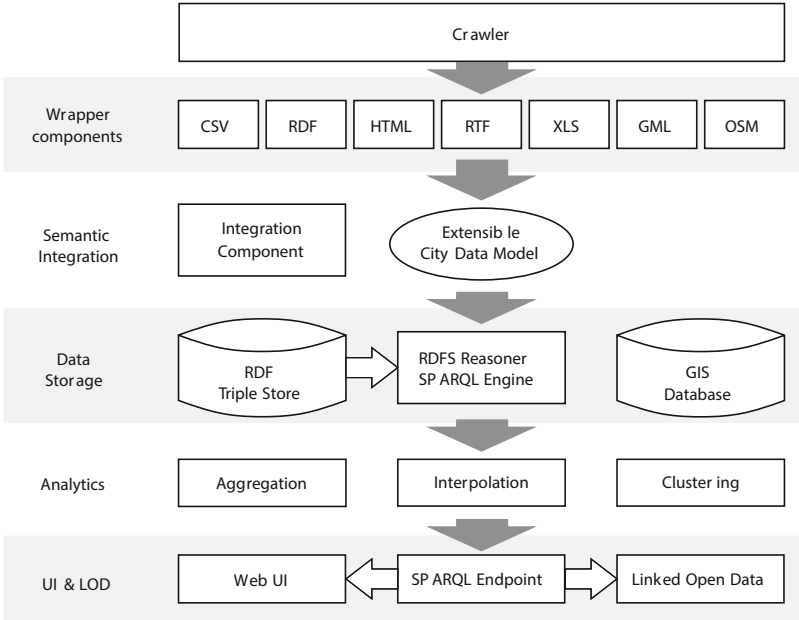 Crawler
Wrapper
components
CSV
RDF
HTML
RTF
XLS
GML
OSM
Semantic
Integration
Integration
Component
Extensib le
City Data Model
Data
Storage
RDF
Triple Store
RDFS Reasoner
SP ARQL Engine
GIS
Database
Analytics
Aggregation
Interpolation
Cluster ing
UI & LOD
Web UI
SP ARQL Endpoint
Linked Open Data